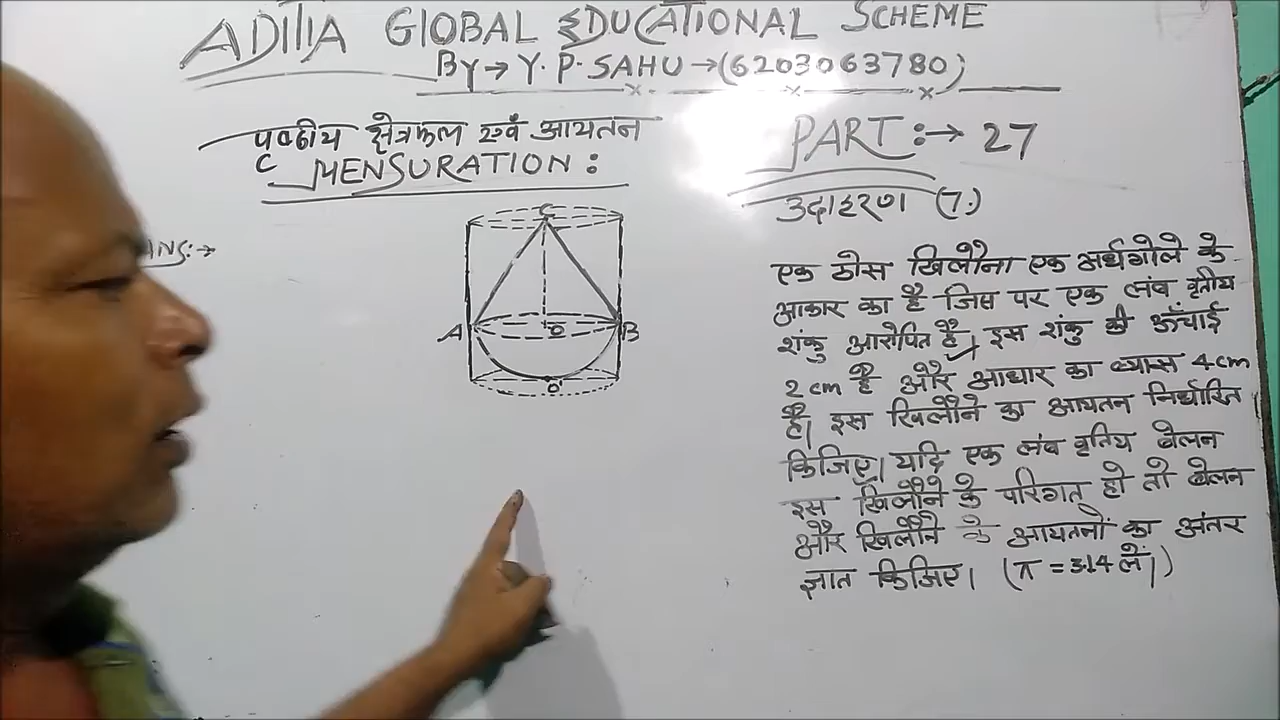 ADITIA GLOBAL EDUCATIONAL SCHEME
BY→ Y. P. SAHU →(6203063780)
पृष्ठीय क्षेत्रफल एवं आयतन
MENSURATION:
PART:→ 27
उदाहरण (7.)
ANS:→
C
A
O
B
O'
एक ठोस खिलौना एक अर्धगोले के
आकार का है जिस पर एक लंब वृतीय
शंकु आरोपित है। इस शंकु की ऊँचाई
2 cm है और आधार का व्यास 4 cm
है। इस खिलौने का आयतन निर्धारित
किजिए। यदि एक लंब वृतिय बेलन
इस खिलौने के परिगत् हो तो बेलन
और खिलौने के आयतनों का अंतर
ज्ञात किजिए। (π = 3.14 लें।)